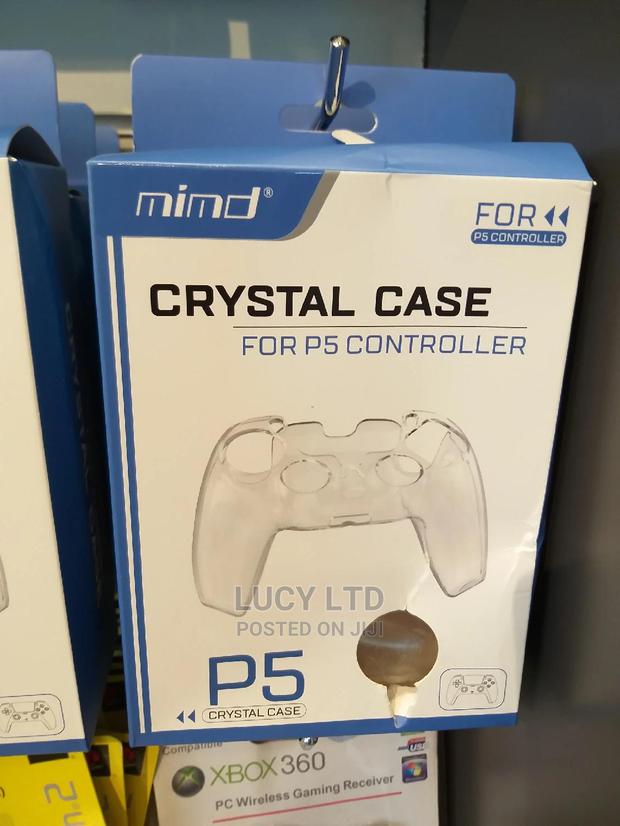 mimd®
FOR
P5 CONTROLLER
CRYSTAL CASE
FOR P5 CONTROLLER
LUCY LTD
POSTED ON JIJI
P5
CRYSTAL CASE
Compatible
XBOX 360
PC Wireless Gaming Receiver